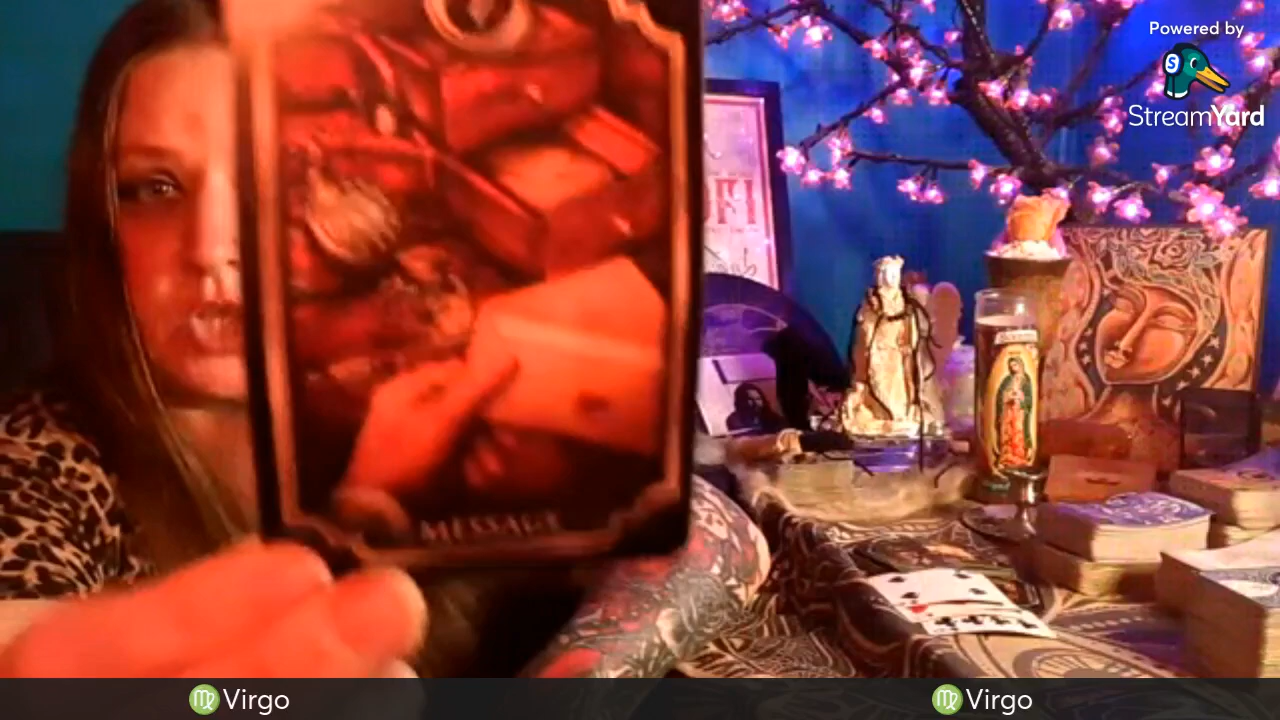 Powered by
StreamYard
MESSAGE
♍ Virgo
♍ Virgo